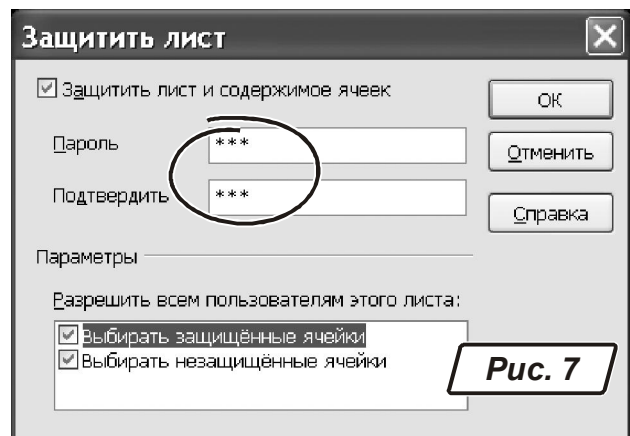 Защитить лист
Защитить лист и содержимое ячеек
ОК
Пароль ***
Отменить
Подтвердить ***
Справка
Параметры
Разрешить всем пользователям этого листа:
Выбирать защищённые ячейки
Выбирать незащищённые ячейки
Рис. 7